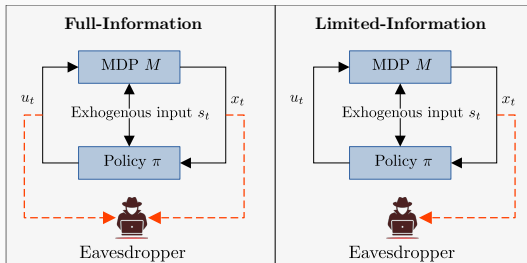 Full-Information
MDP M
u_t
x_t
Exhogenous input s_t
Policy π
Eavesdropper
Limited-Information
MDP M
u_t
x_t
Exhogenous input s_t
Policy π
Eavesdropper